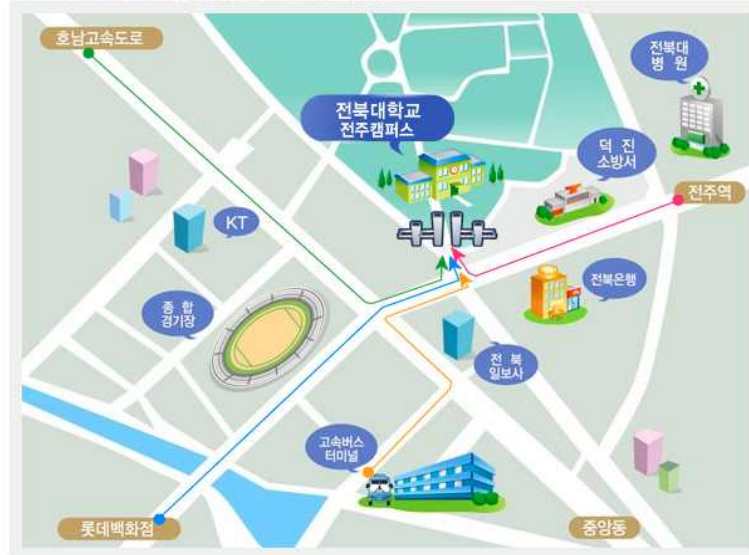 호남고속도로
전북대
병 원
전북대학교
전주캠퍼스
덕 진
소방서
전주역
KT
종 합
경기장
전북은행
전 북
일보사
고속버스
터미널
롯데백화점
중앙동